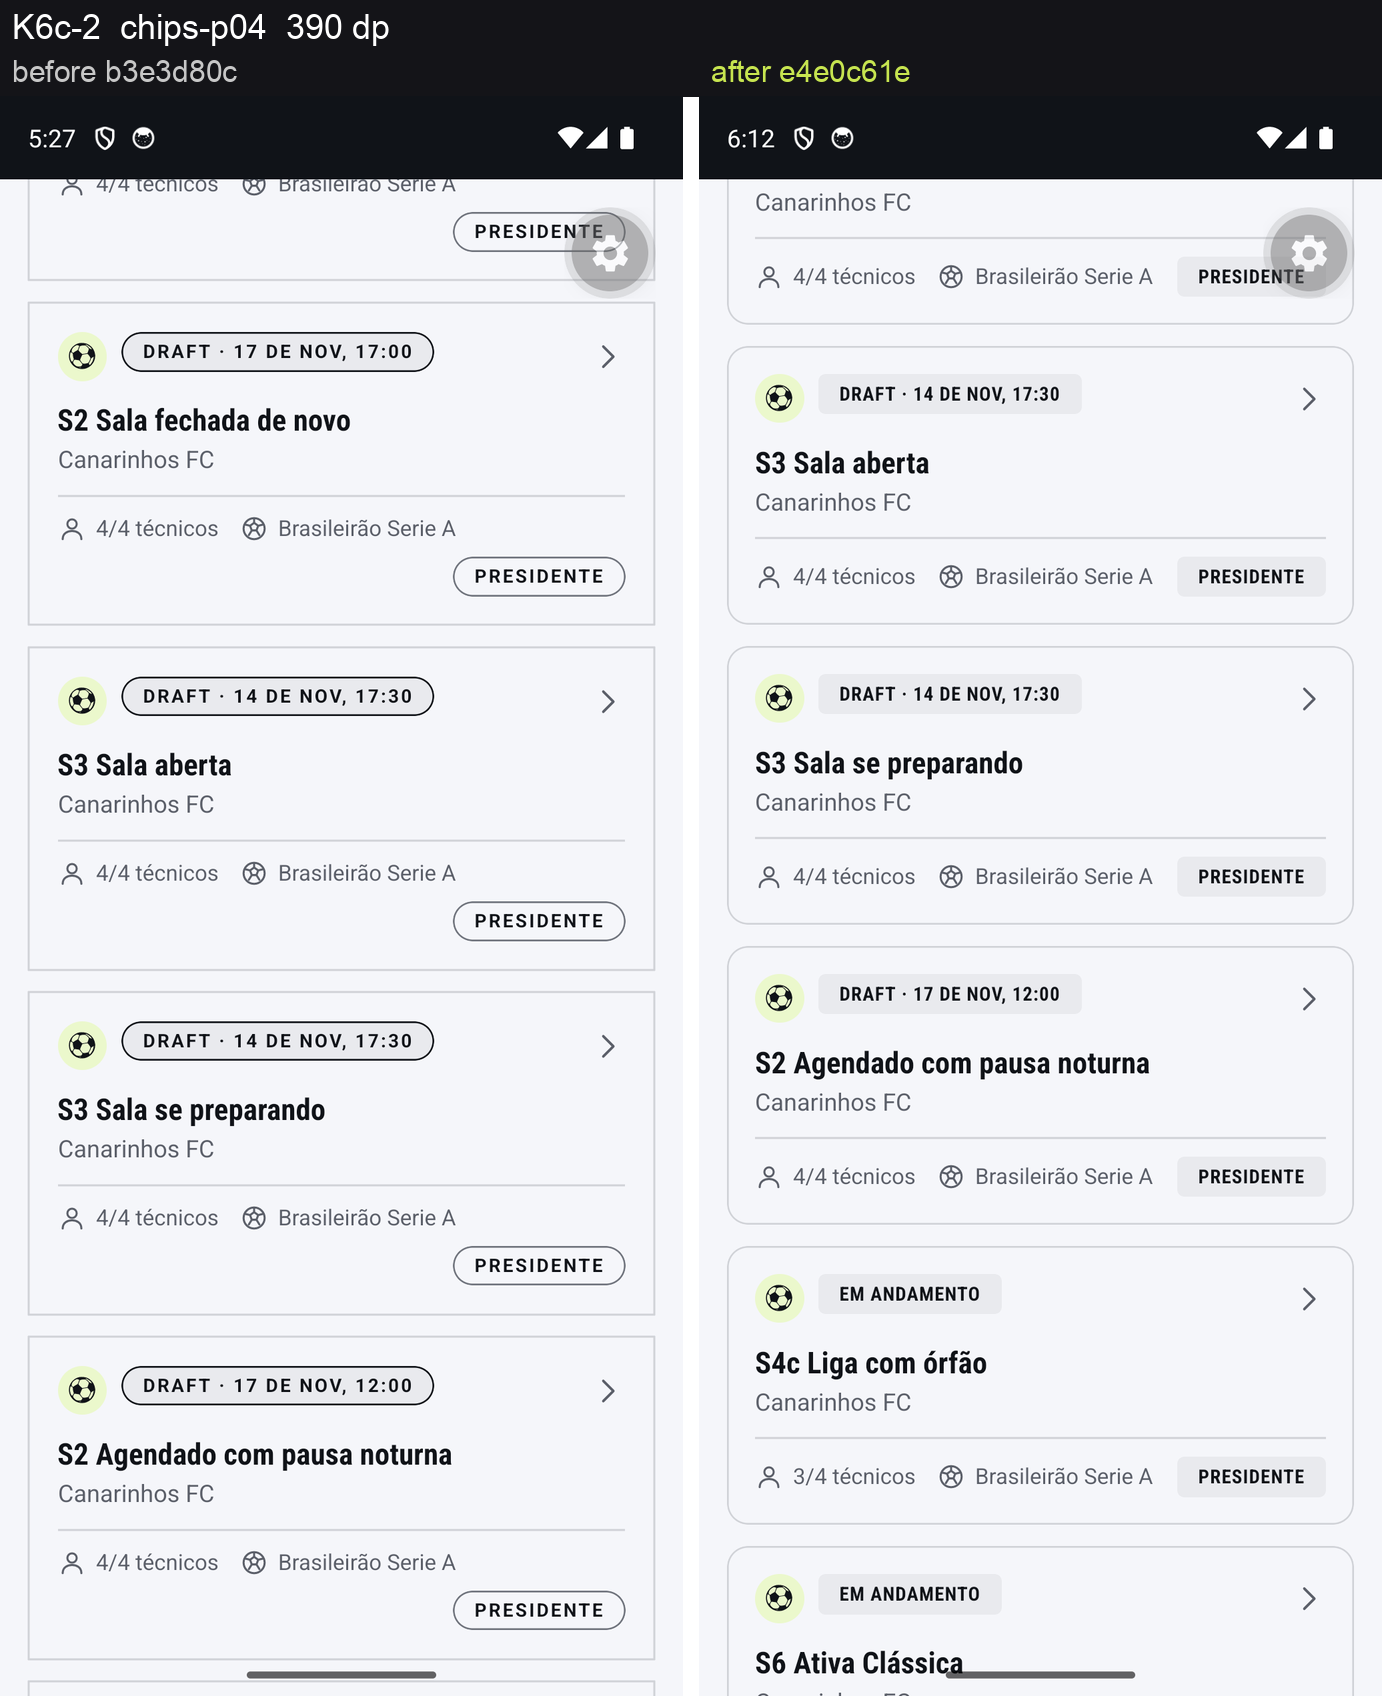 K6c-2 chips-p04 390 dp
before b3e3d80c
after e4e0c61e
5:27
4/4 técnicos Brasileirão Serie A
PRESIDENTE
DRAFT · 17 DE NOV, 17:00
S2 Sala fechada de novo
Canarinhos FC
4/4 técnicos Brasileirão Serie A
PRESIDENTE
DRAFT · 14 DE NOV, 17:30
S3 Sala aberta
Canarinhos FC
4/4 técnicos Brasileirão Serie A
PRESIDENTE
DRAFT · 14 DE NOV, 17:30
S3 Sala se preparando
Canarinhos FC
4/4 técnicos Brasileirão Serie A
PRESIDENTE
DRAFT · 17 DE NOV, 12:00
S2 Agendado com pausa noturna
Canarinhos FC
4/4 técnicos Brasileirão Serie A
PRESIDENTE
6:12
Canarinhos FC
4/4 técnicos Brasileirão Serie A PRESIDENTE
DRAFT · 14 DE NOV, 17:30
S3 Sala aberta
Canarinhos FC
4/4 técnicos Brasileirão Serie A PRESIDENTE
DRAFT · 14 DE NOV, 17:30
S3 Sala se preparando
Canarinhos FC
4/4 técnicos Brasileirão Serie A PRESIDENTE
DRAFT · 17 DE NOV, 12:00
S2 Agendado com pausa noturna
Canarinhos FC
4/4 técnicos Brasileirão Serie A PRESIDENTE
EM ANDAMENTO
S4c Liga com órfão
Canarinhos FC
3/4 técnicos Brasileirão Serie A PRESIDENTE
EM ANDAMENTO
S6 Ativa Clássica